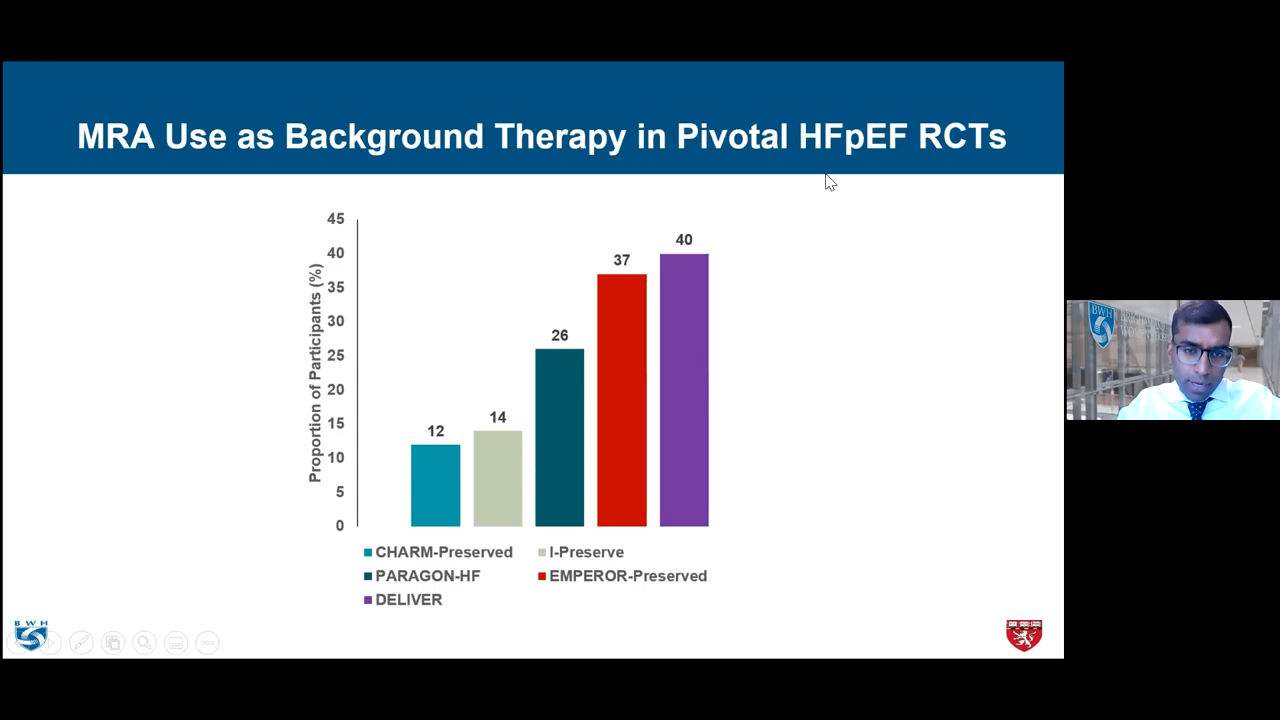 MRA Use as Background Therapy in Pivotal HFpEF RCTs
Proportion of Participants (%)
45
40
35
30
25
20
15
10
5
0
12
14
26
37
40
CHARM-Preserved
I-Preserve
PARAGON-HF
EMPEROR-Preserved
DELIVER
BWH
BWH